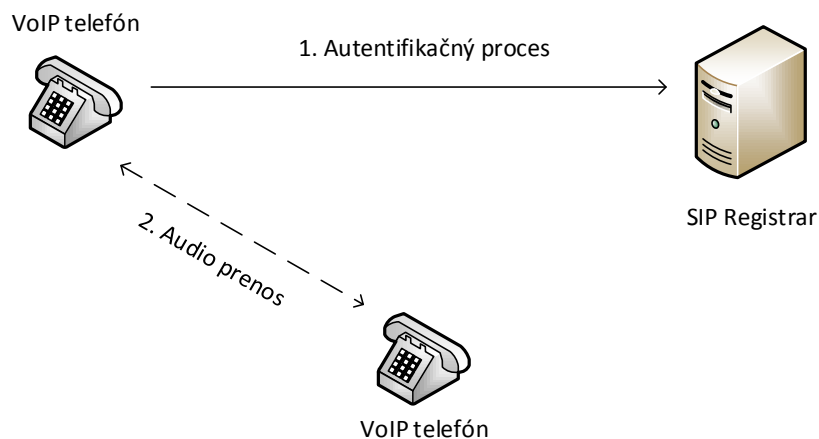 VoIP telefón
1. Autentifikačný proces
SIP Registrar
2. Audio prenos
VoIP telefón